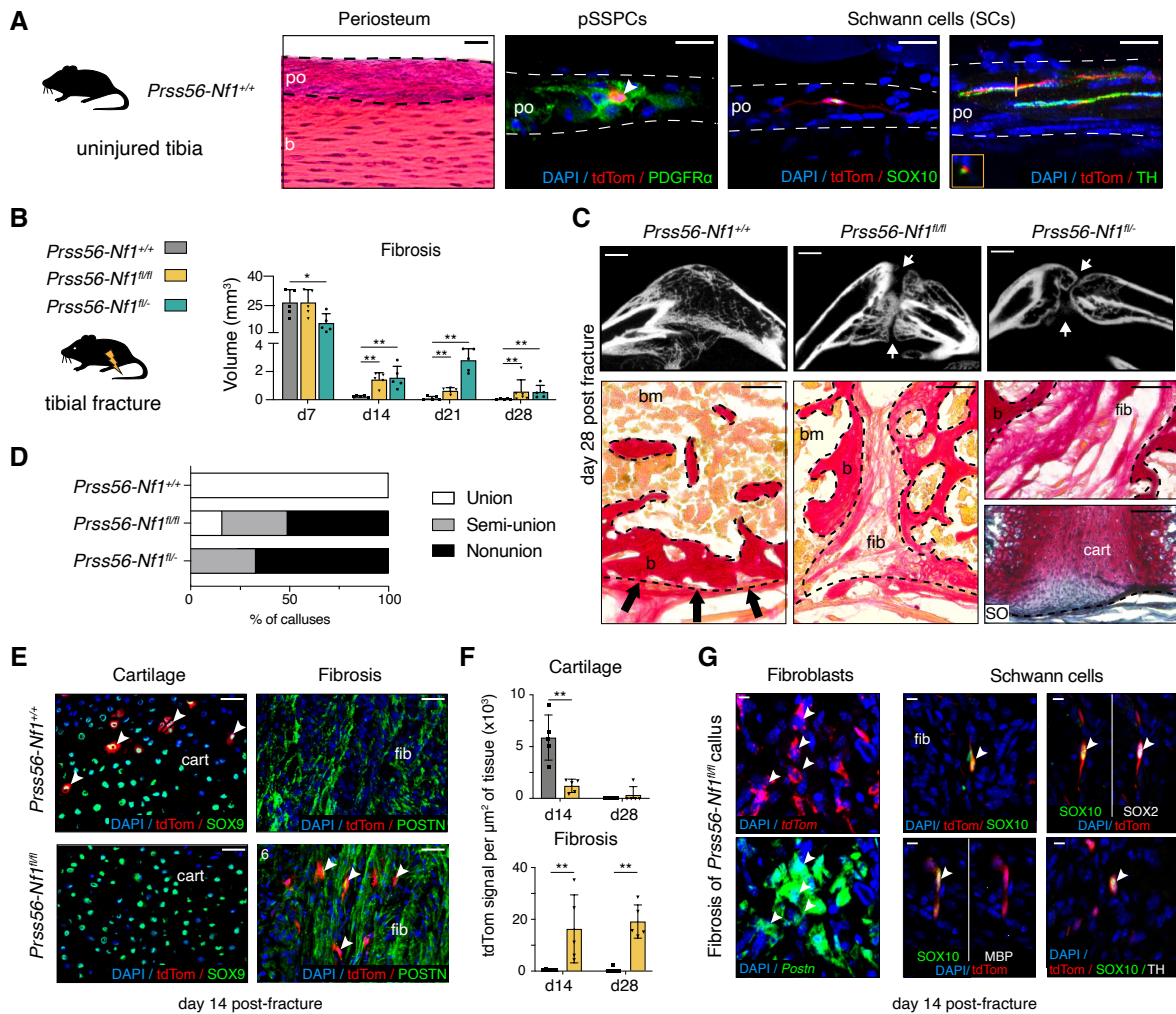 A
Periosteum
pSSPCs
Schwann cells (SCs)
Prss56-Nf1+/+
uninjured tibia
po
b
po
DAPI / tdTom / PDGFRα
po
DAPI / tdTom / SOX10
po
DAPI / tdTom / TH
B
Prss56-Nf1+/+
Prss56-Nf1fl/fl
Prss56-Nf1fl/-
tibial fracture
Fibrosis
Volume (mm³)
40
25
10
4
2
0
*
**
**
**
**
**
**
d7
d14
d21
d28
C
Prss56-Nf1+/+
Prss56-Nf1fl/fl
Prss56-Nf1fl/-
day 28 post fracture
bm
b
bm
b
fib
b
fib
cart
SO
D
Prss56-Nf1+/+
Prss56-Nf1fl/fl
Prss56-Nf1fl/-
0
50
100
% of calluses
Union
Semi-union
Nonunion
E
Cartilage
Fibrosis
Prss56-Nf1+/+
cart
DAPI / tdTom / SOX9
fib
DAPI / tdTom / POSTN
Prss56-Nf1fl/fl
cart
DAPI / tdTom / SOX9
6
fib
DAPI / tdTom / POSTN
day 14 post-fracture
F
Cartilage
tdTom signal per μm² of tissue (x10³)
10
5
0
**
d14
d28
Fibrosis
40
20
0
**
**
d14
d28
G
Fibroblasts
Schwann cells
Fibrosis of Prss56-Nf1fl/fl callus
DAPI / tdTom
DAPI / Postn
fib
DAPI / tdTom/ SOX10
SOX10
SOX2
DAPI/ tdTom
SOX10
MBP
DAPI/ tdTom
DAPI /
tdTom / SOX10 / TH
day 14 post-fracture